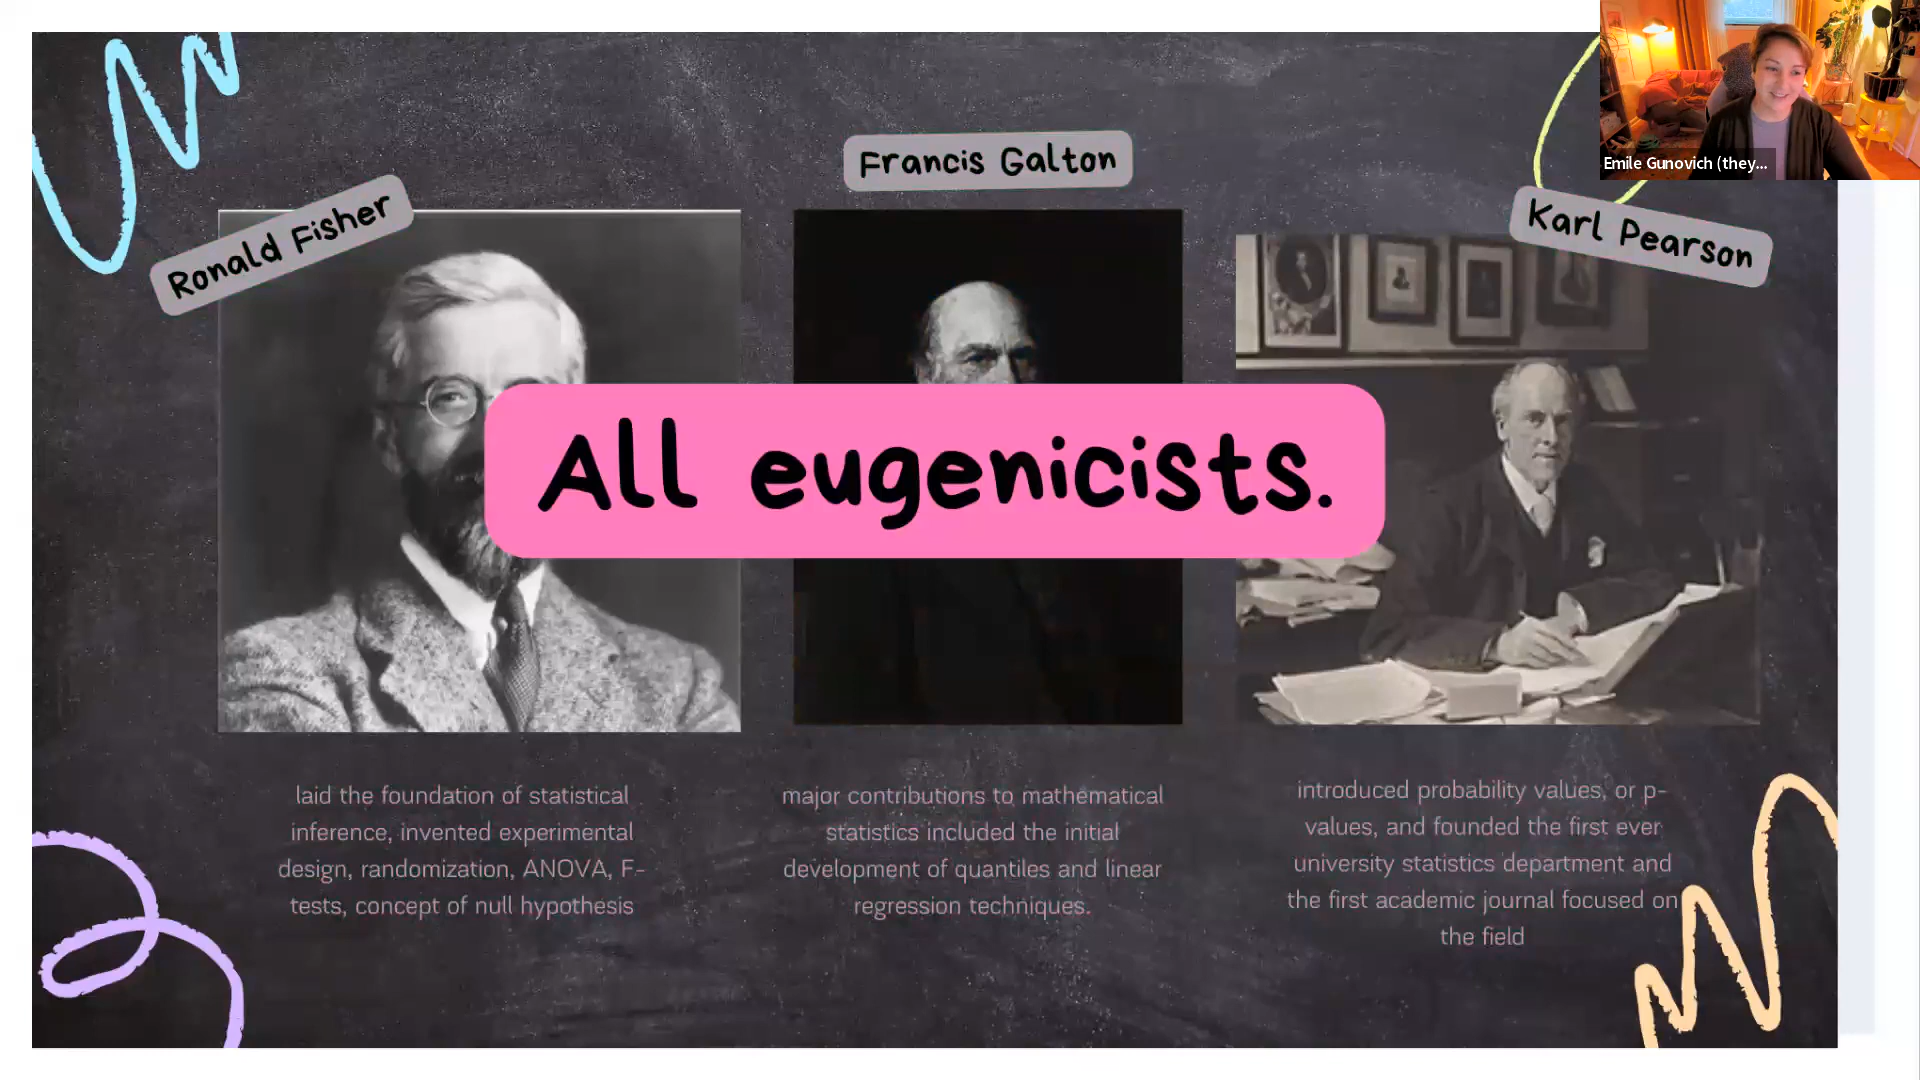 Emile Gunovich (they...
Francis Galton
Ronald Fisher
Karl Pearson
All eugenicists.
laid the foundation of statistical
inference, invented experimental
design, randomization, ANOVA, F-
tests, concept of null hypothesis
major contributions to mathematical
statistics included the initial
development of quantiles and linear
regression techniques.
introduced probability values, or p-
values, and founded the first ever
university statistics department and
the first academic journal focused on
the field